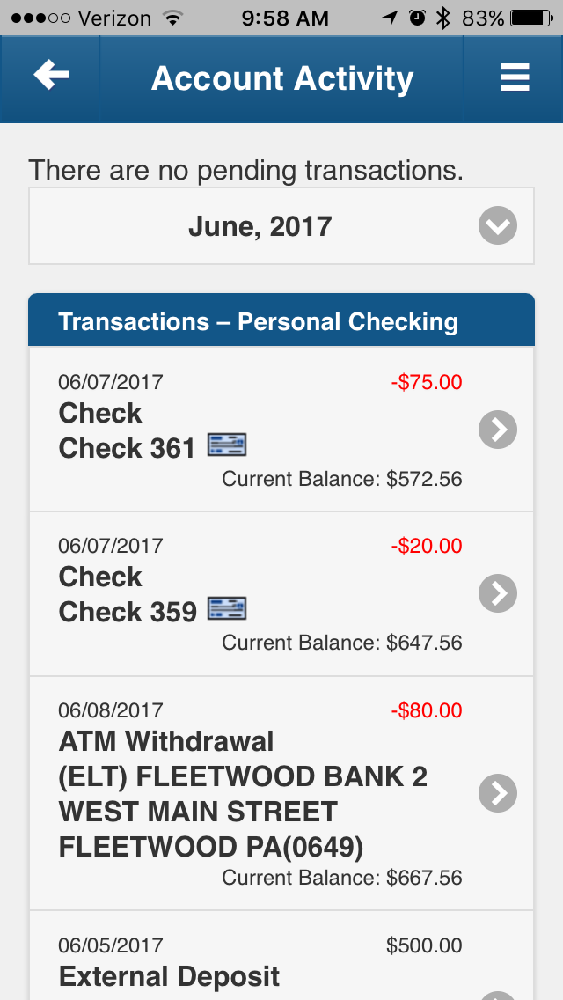 Verizon 9:58 AM 83%
Account Activity
There are no pending transactions.
June, 2017
Transactions – Personal Checking
06/07/2017 -$75.00
Check
Check 361
Current Balance: $572.56
06/07/2017 -$20.00
Check
Check 359
Current Balance: $647.56
06/08/2017 -$80.00
ATM Withdrawal
(ELT) FLEETWOOD BANK 2
WEST MAIN STREET
FLEETWOOD PA(0649)
Current Balance: $667.56
06/05/2017 $500.00
External Deposit